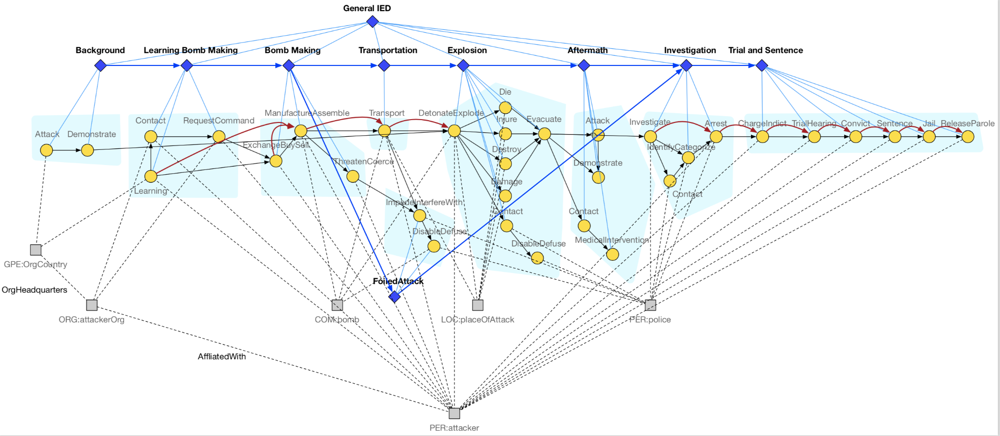 General IED
Background
Learning Bomb Making
Bomb Making
Transportation
Explosion
Aftermath
Investigation
Trial and Sentence
Die
ManufactureAssemble
Transport
DetonateExplode
Injure
Evacuate
Attack
Investigate
Arrest
ChargeIndict
TrialHearing
Convict
Sentence
Jail
ReleaseParole
Contact
RequestCommand
Attack
Demonstrate
ExchangeBuySell
IdentifyCategorize
Destroy
ThreatenCoerce
Demonstrate
Damage
Learning
Contact
ImpedeInterfereWith
Contact
Contact
DisableDefuse
MedicalIntervention
DisableDefuse
GPE:OrgCountry
FoiledAttack
OrgHeadquarters
ORG:attackerOrg
COM:bomb
LOC:placeOfAttack
PER:police
AffliatedWith
PER:attacker